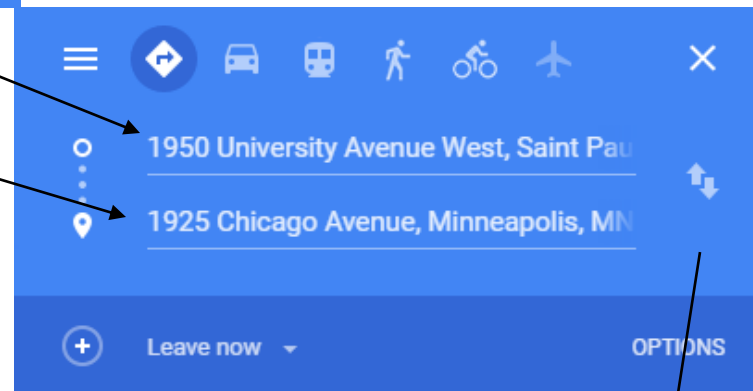 1950 University Avenue West, Saint Pau
1925 Chicago Avenue, Minneapolis, MN
Leave now OPTIONS